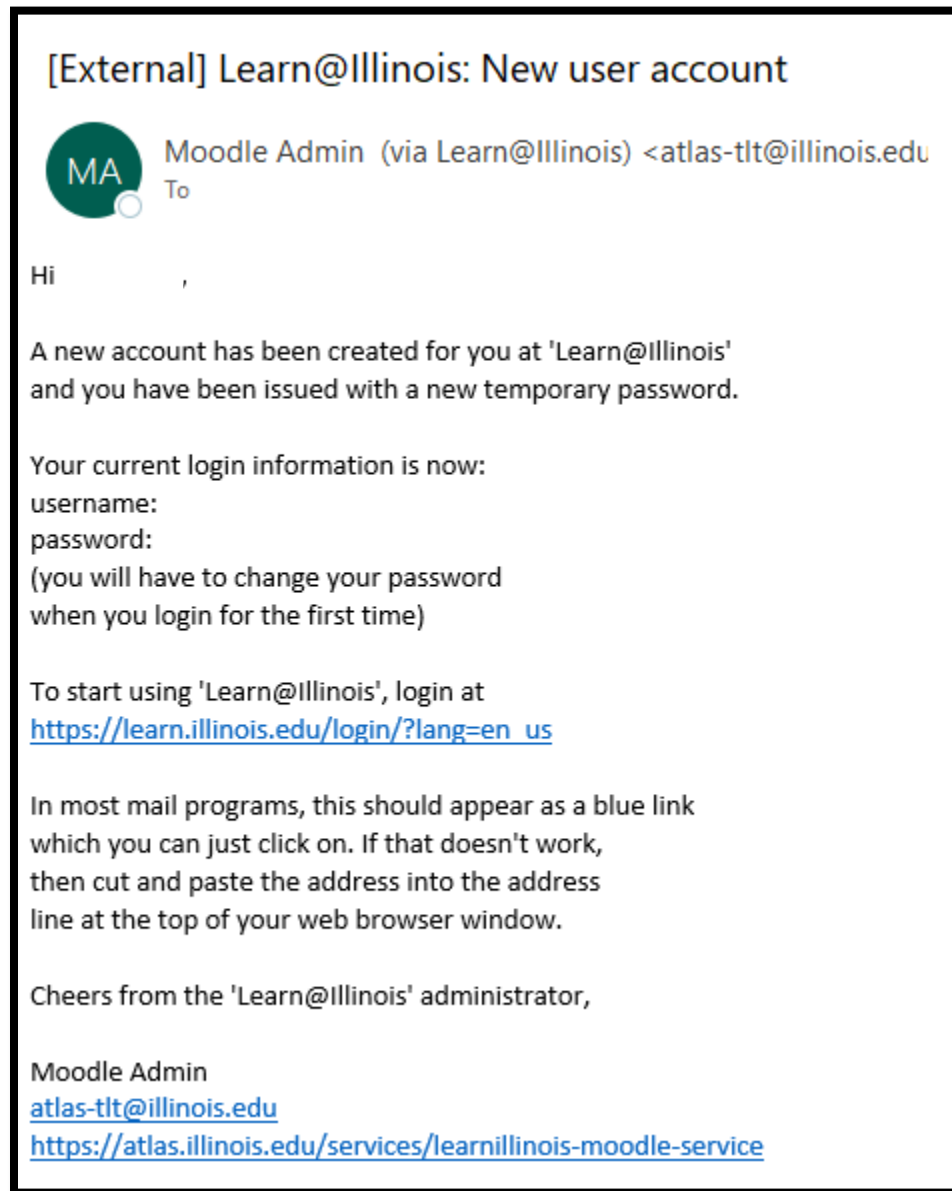 [External] Learn@Illinois: New user account
MA
Moodle Admin (via Learn@Illinois) <atlas-tlt@illinois.edu
To
Hi ,
A new account has been created for you at 'Learn@Illinois'
and you have been issued with a new temporary password.
Your current login information is now:
username:
password:
(you will have to change your password
when you login for the first time)
To start using 'Learn@Illinois', login at
https://learn.illinois.edu/login/?lang=en_us
In most mail programs, this should appear as a blue link
which you can just click on. If that doesn't work,
then cut and paste the address into the address
line at the top of your web browser window.
Cheers from the 'Learn@Illinois' administrator,
Moodle Admin
atlas-tlt@illinois.edu
https://atlas.illinois.edu/services/learnillinois-moodle-service